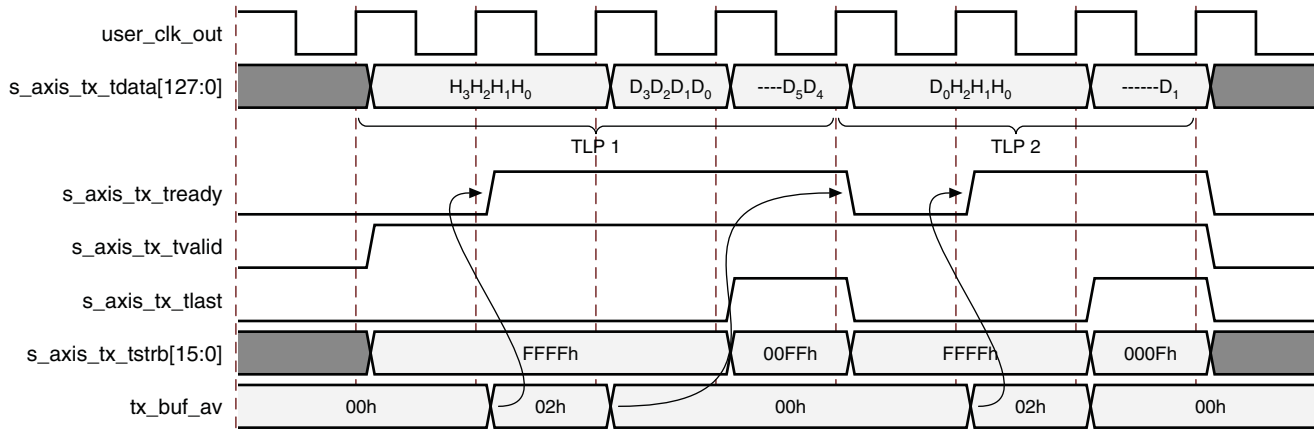 user_clk_out
s_axis_tx_tdata[127:0] H3H2H1H0 D3D2D1D0 ----D5D4 D0H2H1H0 ------D1
TLP 1 TLP 2
s_axis_tx_tready
s_axis_tx_tvalid
s_axis_tx_tlast
s_axis_tx_tstrb[15:0] FFFFh 00FFh FFFFh 000Fh
tx_buf_av 00h 02h 00h 02h 00h